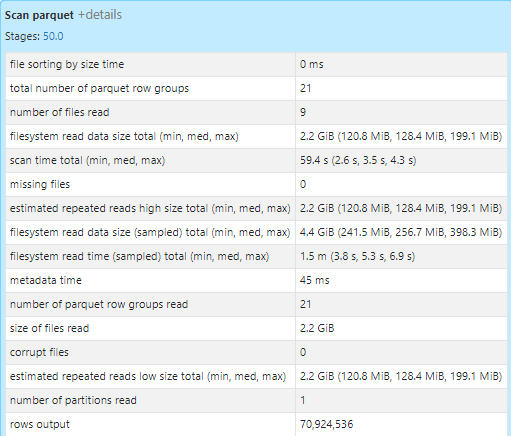 Scan parquet +details
Stages: 50.0
file sorting by size time 0 ms
total number of parquet row groups 21
number of files read 9
filesystem read data size total (min, med, max) 2.2 GiB (120.8 MiB, 128.4 MiB, 199.1 MiB)
scan time total (min, med, max) 59.4 s (2.6 s, 3.5 s, 4.3 s)
missing files 0
estimated repeated reads high size total (min, med, max) 2.2 GiB (120.8 MiB, 128.4 MiB, 199.1 MiB)
filesystem read data size (sampled) total (min, med, max) 4.4 GiB (241.5 MiB, 256.7 MiB, 398.3 MiB)
filesystem read time (sampled) total (min, med, max) 1.5 m (3.8 s, 5.3 s, 6.9 s)
metadata time 45 ms
number of parquet row groups read 21
size of files read 2.2 GiB
corrupt files 0
estimated repeated reads low size total (min, med, max) 2.2 GiB (120.8 MiB, 128.4 MiB, 199.1 MiB)
number of partitions read 1
rows output 70,924,536